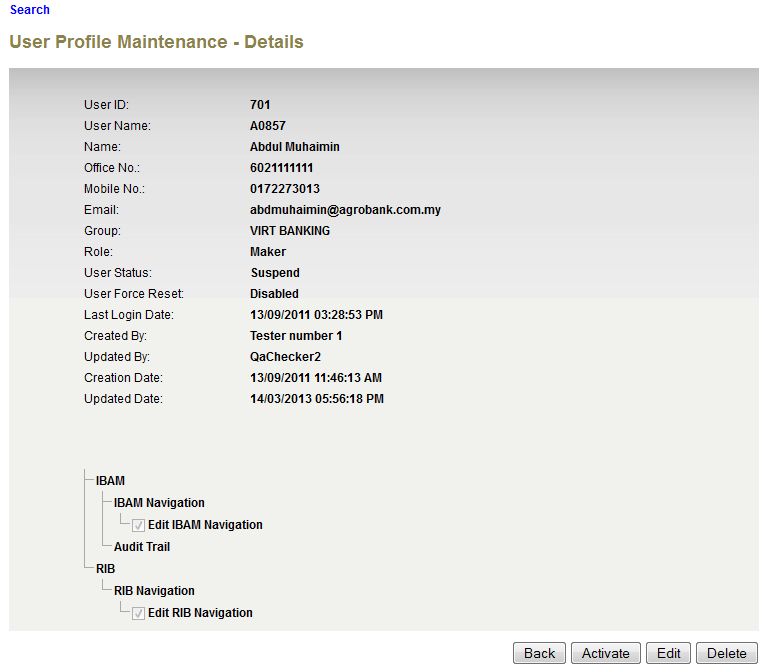 Search
User Profile Maintenance - Details
User ID: 701
User Name: A0857
Name: Abdul Muhaimin
Office No.: 6021111111
Mobile No.: 0172273013
Email: abdmuhaimin@agrobank.com.my
Group: VIRT BANKING
Role: Maker
User Status: Suspend
User Force Reset: Disabled
Last Login Date: 13/09/2011 03:28:53 PM
Created By: Tester number 1
Updated By: QaChecker2
Creation Date: 13/09/2011 11:46:13 AM
Updated Date: 14/03/2013 05:56:18 PM
IBAM
IBAM Navigation
Edit IBAM Navigation
Audit Trail
RIB
RIB Navigation
Edit RIB Navigation
Back Activate Edit Delete